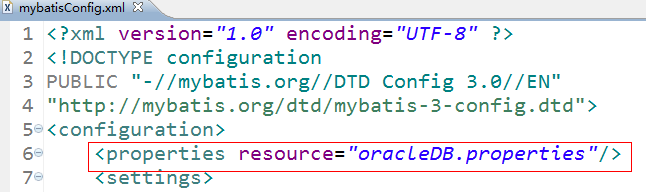 mybatisConfig.xml
1 <?xml version="1.0" encoding="UTF-8" ?>
2 <!DOCTYPE configuration
3 PUBLIC "-//mybatis.org//DTD Config 3.0//EN"
4 "http://mybatis.org/dtd/mybatis-3-config.dtd">
5 <configuration>
6 <properties resource="oracleDB.properties"/>
7 <settings>